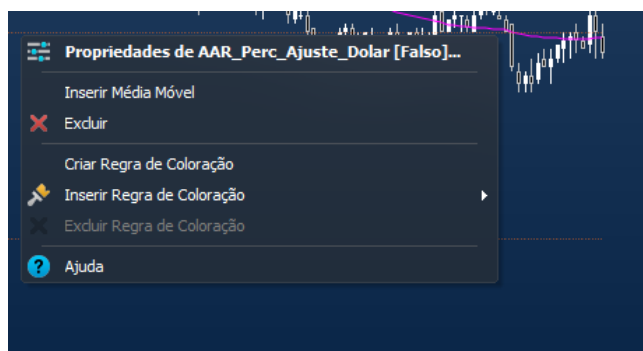 Propriedades de AAR_Perc_Ajuste_Dolar [Falso]...
Inserir Média Móvel
Excluir
Criar Regra de Coloração
Inserir Regra de Coloração
Excluir Regra de Coloração
Ajuda